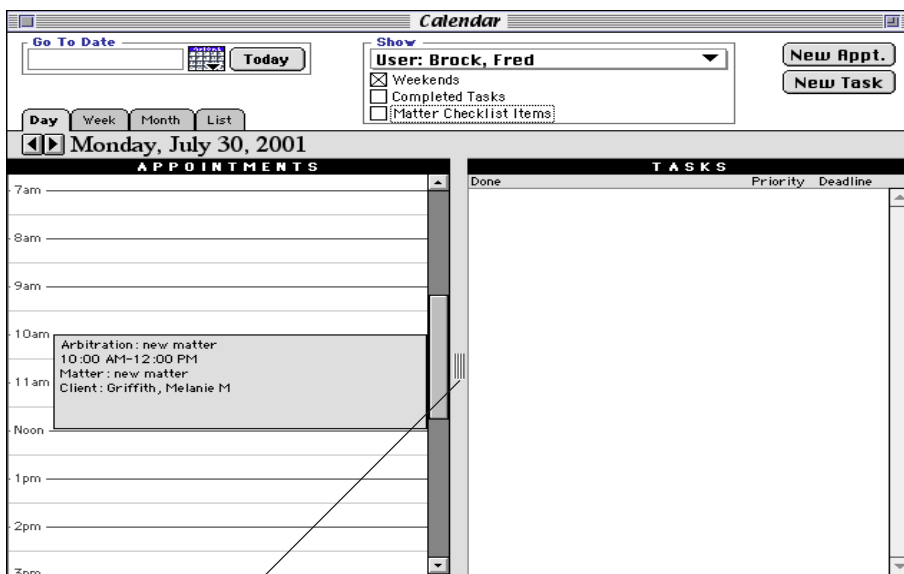 Calendar
Go To Date
Today
Show
User: Brock, Fred
Weekends
Completed Tasks
Matter Checklist Items
New Appt.
New Task
Day Week Month List
Monday, July 30, 2001
APPOINTMENTS
TASKS
Done Priority Deadline
7am
8am
9am
10am
Arbitration: new matter
10:00 AM-12:00 PM
Matter: new matter
11am
Client: Griffith, Melanie M
Noon
1pm
2pm
3pm